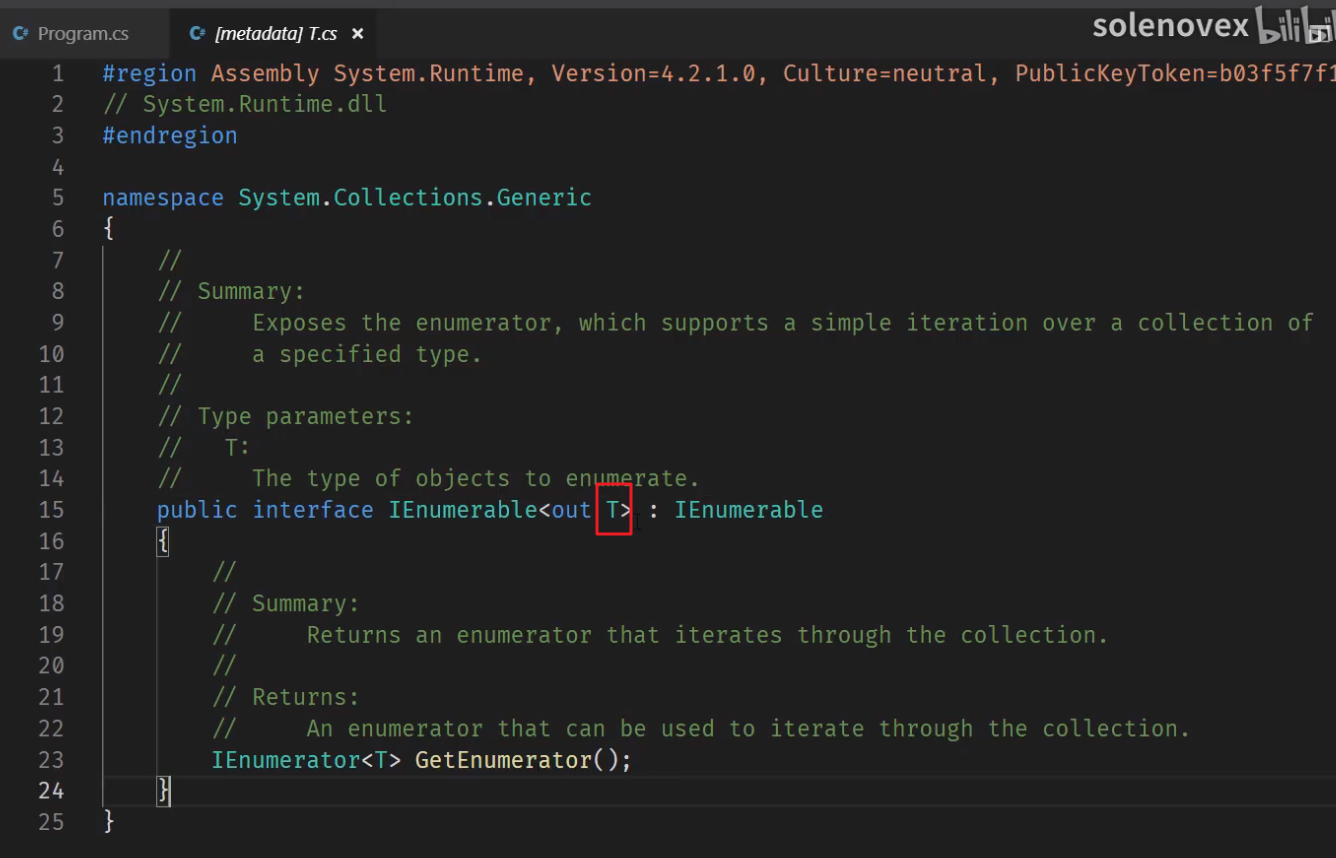 Program.cs
[metadata] T.cs ×
solenovex bilibili
1 #region Assembly System.Runtime, Version=4.2.1.0, Culture=neutral, PublicKeyToken=b03f5f7f1
2 // System.Runtime.dll
3 #endregion
4
5 namespace System.Collections.Generic
6 {
7 //
8 // Summary:
9 //     Exposes the enumerator, which supports a simple iteration over a collection of
10 //     a specified type.
11 //
12 // Type parameters:
13 //   T:
14 //     The type of objects to enumerate.
15 public interface IEnumerable<out T> : IEnumerable
16 {
17 //
18 // Summary:
19 //     Returns an enumerator that iterates through the collection.
20 //
21 // Returns:
22 //     An enumerator that can be used to iterate through the collection.
23 IEnumerator<T> GetEnumerator();
24 }
25 }